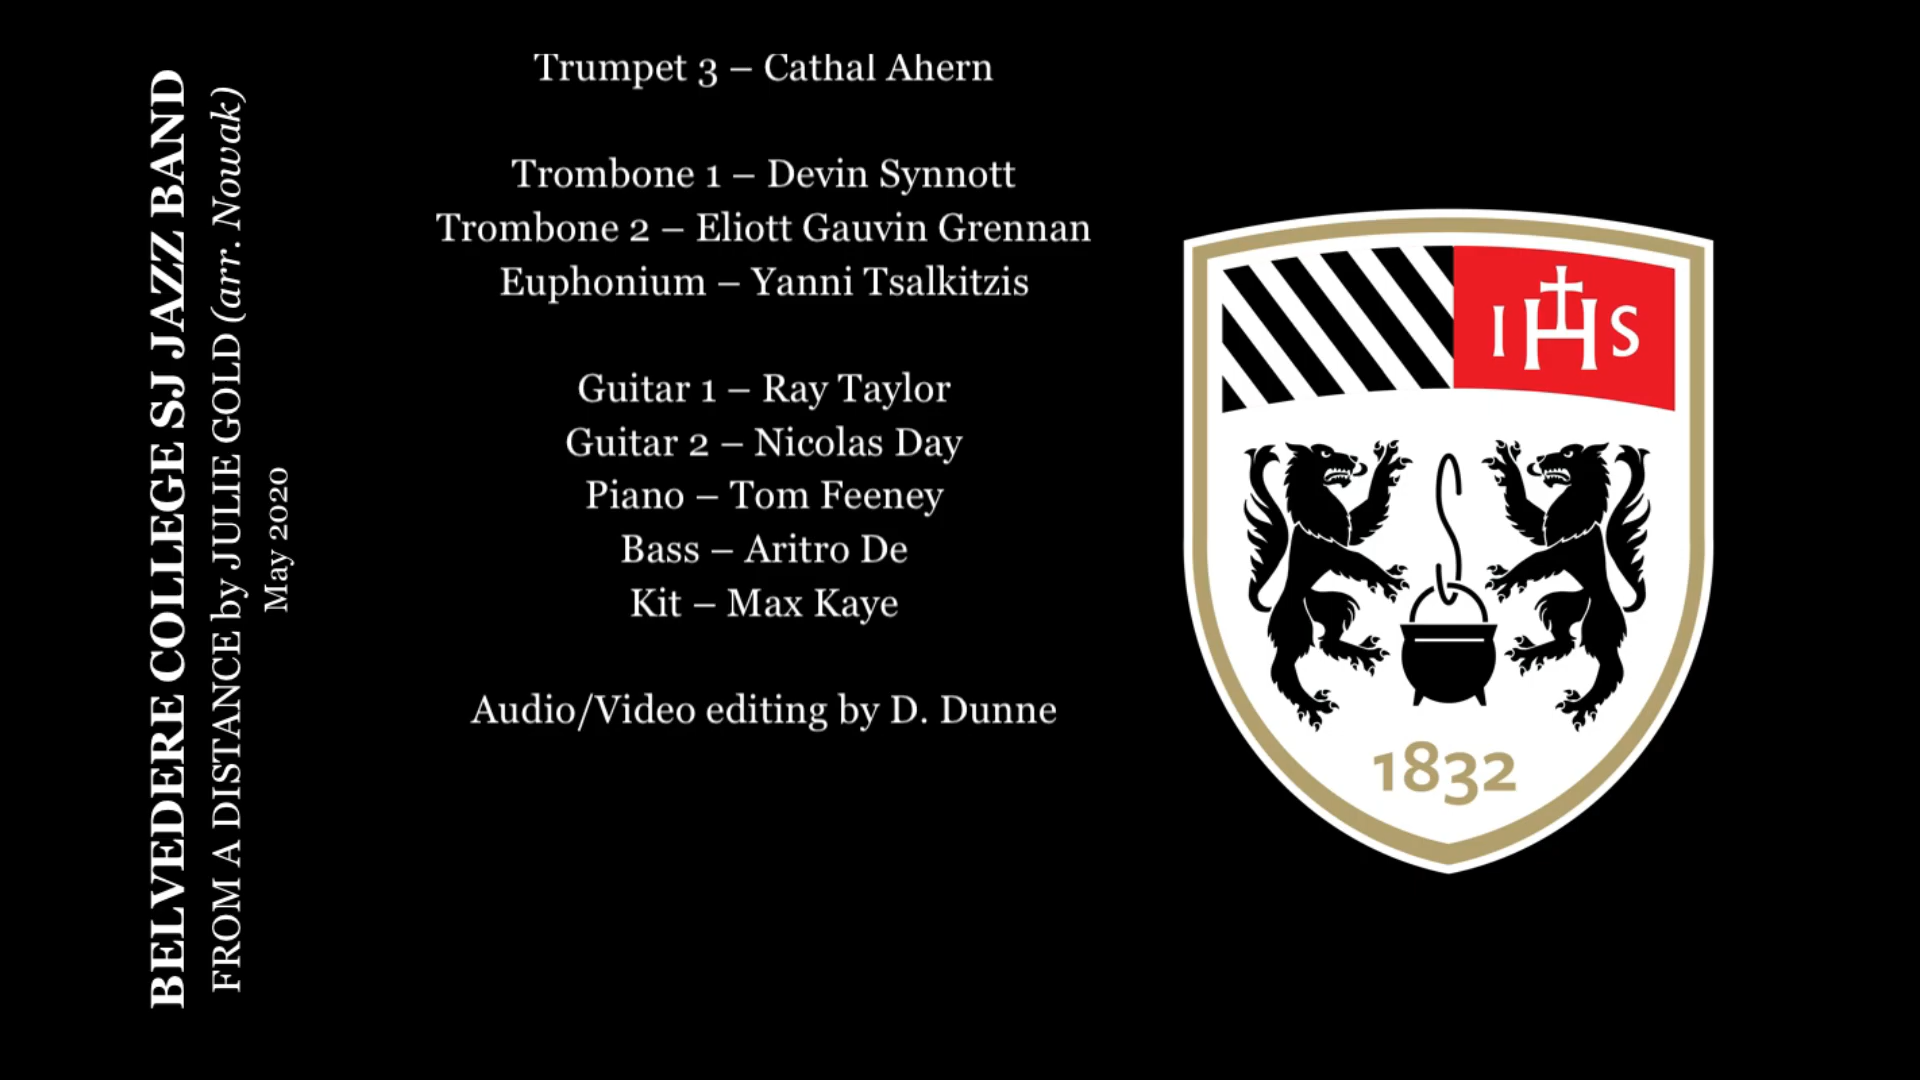 BELVEDERE COLLEGE SJ JAZZ BAND
FROM A DISTANCE by JULIE GOLD (arr. Nowak)
May 2020
Trumpet 3 – Cathal Ahern
Trombone 1 – Devin Synnott
Trombone 2 – Eliott Gauvin Grennan
Euphonium – Yanni Tsalkitzis
Guitar 1 – Ray Taylor
Guitar 2 – Nicolas Day
Piano – Tom Feeney
Bass – Aritro De
Kit – Max Kaye
Audio/Video editing by D. Dunne
IHS
1832